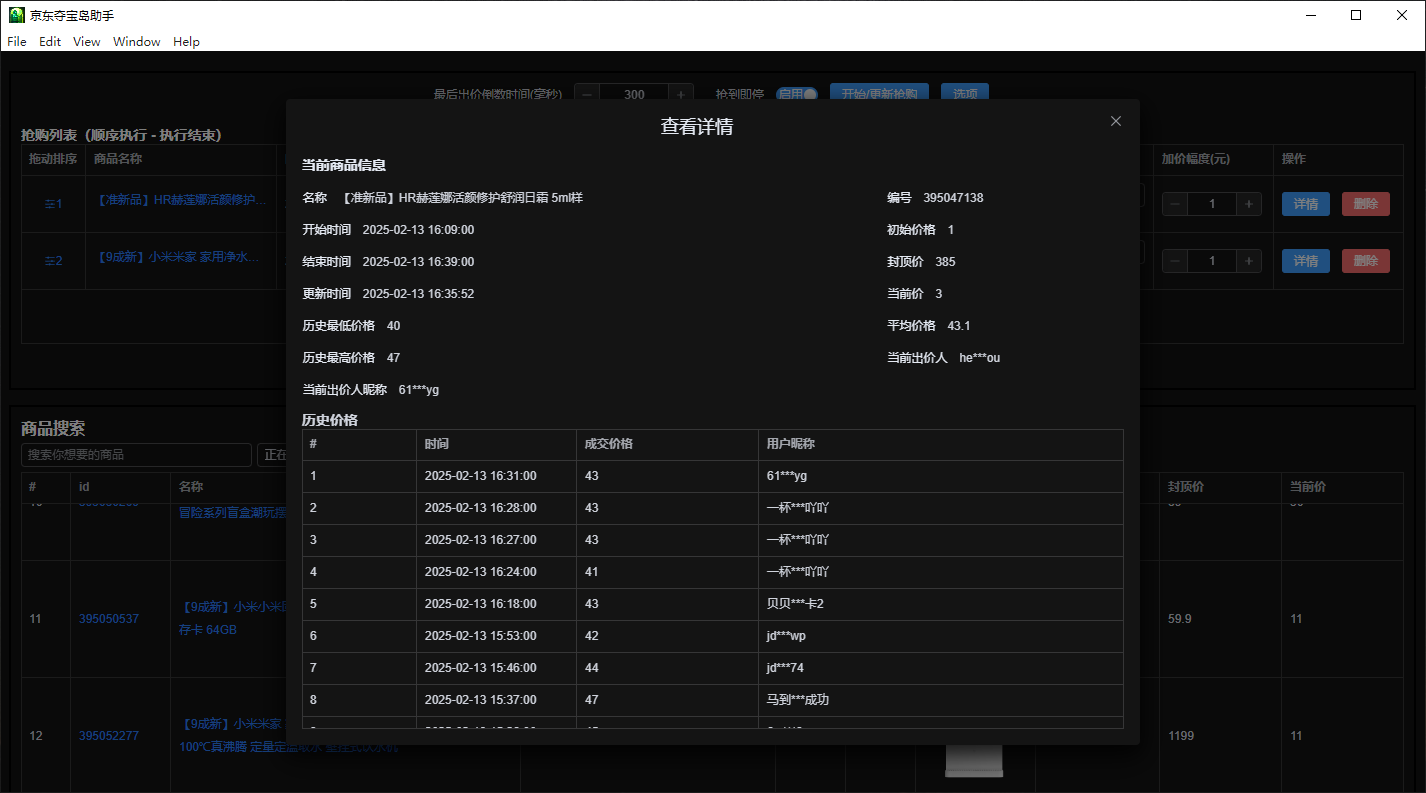 京东夺宝岛助手
File Edit View Window Help
最后出价倒数时间(毫秒) 300 抢到即停 启用 开始/更新抢购 选项
抢购列表（顺序执行 - 执行结束）
拖动排序 商品名称 加价幅度(元) 操作
1 【准新品】HR赫莲娜活颜修护... 1 详情 删除
2 【9成新】小米米家 家用净水... 1 详情 删除
查看详情
当前商品信息
名称 【准新品】HR赫莲娜活颜修护舒润日霜 5ml样 编号 395047138
开始时间 2025-02-13 16:09:00 初始价格 1
结束时间 2025-02-13 16:39:00 封顶价 385
更新时间 2025-02-13 16:35:52 当前价 3
历史最低价格 40 平均价格 43.1
历史最高价格 47 当前出价人 he***ou
当前出价人昵称 61***yg
历史价格
# 时间 成交价格 用户昵称
1 2025-02-13 16:31:00 43 61***yg
2 2025-02-13 16:28:00 43 一杯***吖吖
3 2025-02-13 16:27:00 43 一杯***吖吖
4 2025-02-13 16:24:00 41 一杯***吖吖
5 2025-02-13 16:18:00 43 贝贝***卡2
6 2025-02-13 15:53:00 42 jd***wp
7 2025-02-13 15:46:00 44 jd***74
8 2025-02-13 15:37:00 47 马到***成功
商品搜索
搜索你想要的商品 正在
# id 名称 封顶价 当前价
冒险系列盲盒潮玩摆
11 395050537 【9成新】小米小米 59.9 11
存卡 64GB
12 395052277 【9成新】小米米家 1199 11
100℃真沸腾 定量定温取水